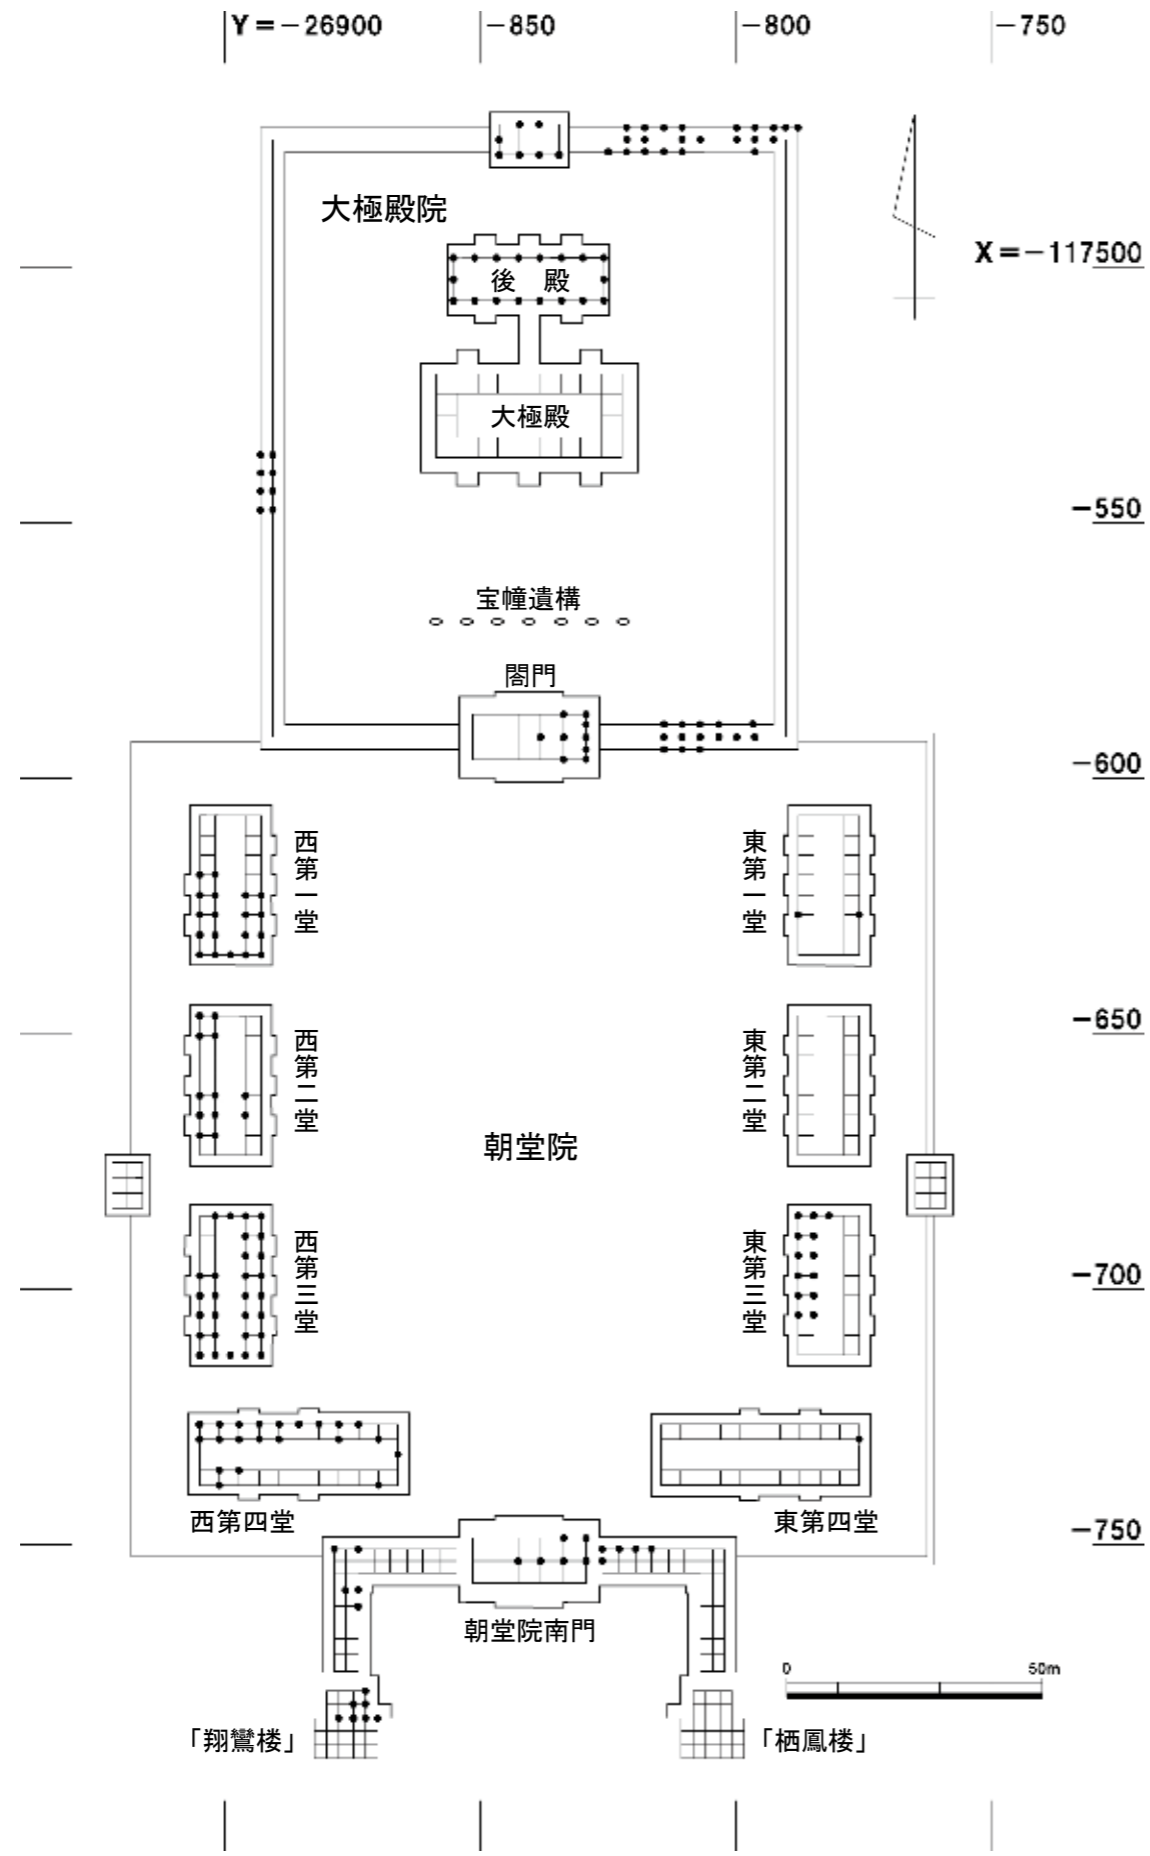 Y=−26900
−850
−800
−750
大極殿院
X=−117500
後 殿
大極殿
−550
宝幢遺構
閤門
−600
西第一堂
東第一堂
−650
西第二堂
東第二堂
朝堂院
西第三堂
東第三堂
−700
西第四堂
東第四堂
−750
朝堂院南門
0
50m
「翔鸞楼」
「栖鳳楼」